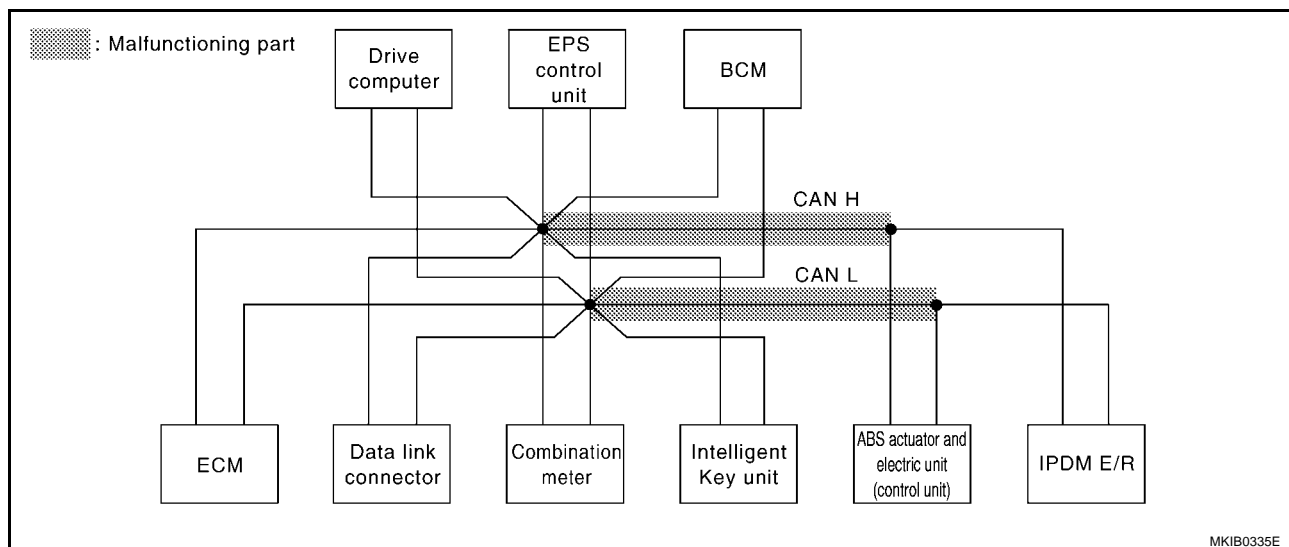 : Malfunctioning part
Drive
computer
EPS
control
unit
BCM
CAN H
CAN L
ECM
Data link
connector
Combination
meter
Intelligent
Key unit
ABS actuator and
electric unit
(control unit)
IPDM E/R
MKIB0335E